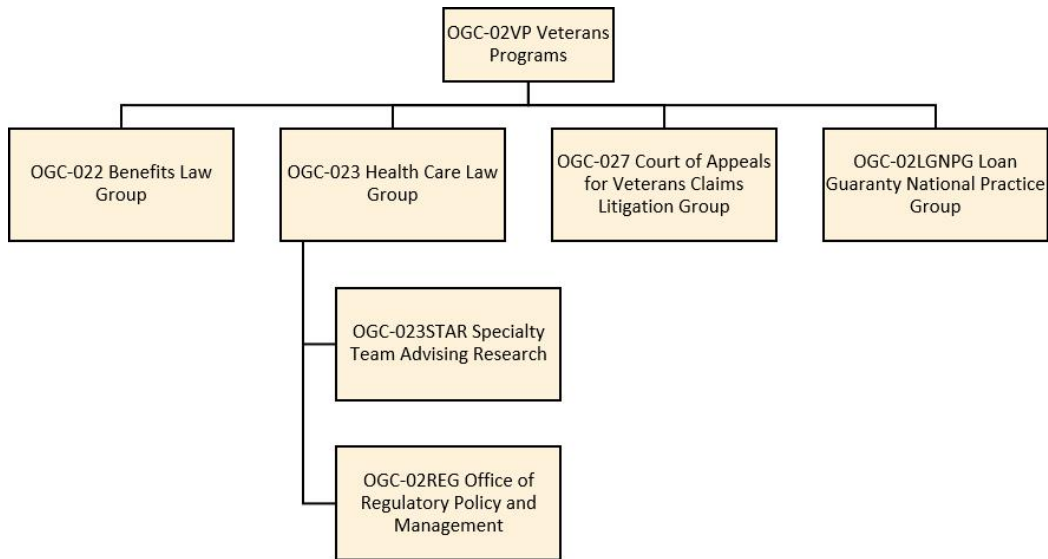 OGC-02VP Veterans
Programs
OGC-022 Benefits Law
Group
OGC-023 Health Care Law
Group
OGC-027 Court of Appeals
for Veterans Claims
Litigation Group
OGC-02LGNPG Loan
Guaranty National Practice
Group
OGC-023STAR Specialty
Team Advising Research
OGC-02REG Office of
Regulatory Policy and
Management